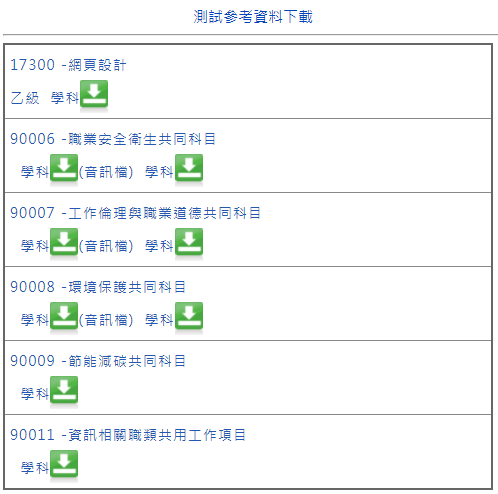 測試參考資料下載
17300 -網頁設計
乙級 學科
90006 -職業安全衛生共同科目
學科 (音訊檔) 學科
90007 -工作倫理與職業道德共同科目
學科 (音訊檔) 學科
90008 -環境保護共同科目
學科 (音訊檔) 學科
90009 -節能減碳共同科目
學科
90011 -資訊相關職類共用工作項目
學科